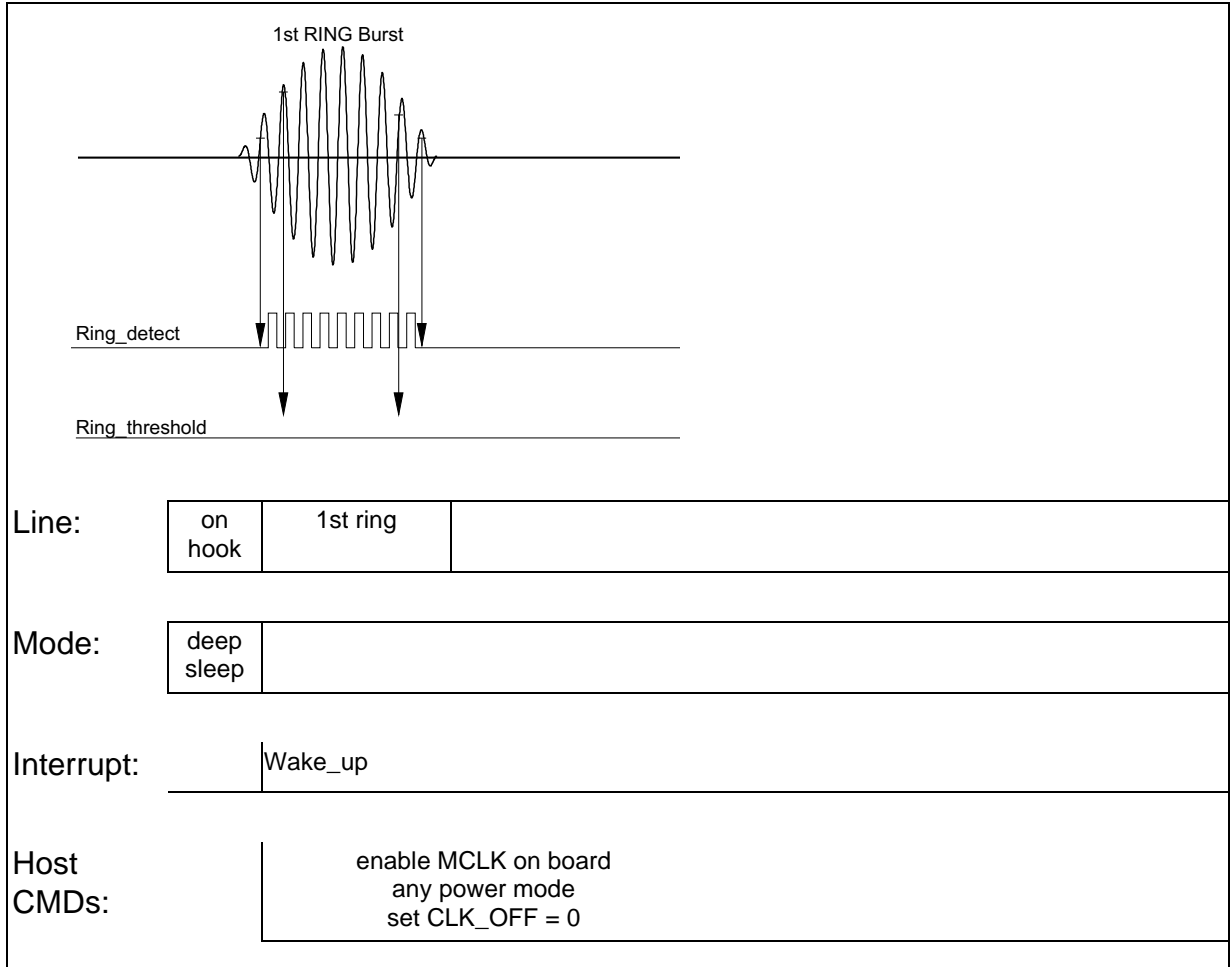 1st RING Burst
Ring_detect
Ring_threshold
Line:
on
hook
1st ring
Mode:
deep
sleep
Interrupt:
Wake_up
Host
CMDs:
enable MCLK on board
any power mode
set CLK_OFF = 0